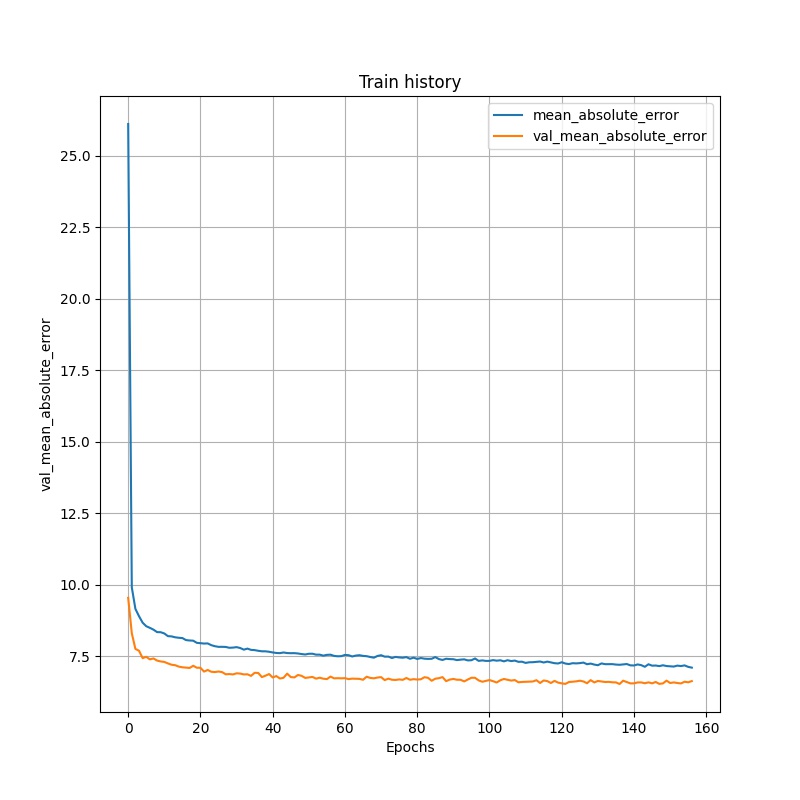 Train history
mean_absolute_error
val_mean_absolute_error
25.0
22.5
20.0
17.5
15.0
12.5
10.0
7.5
val_mean_absolute_error
0 20 40 60 80 100 120 140 160
Epochs